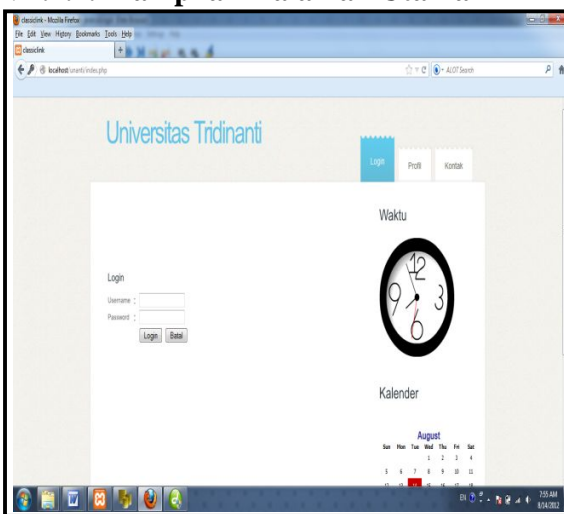 classiclink - Mozilla Firefox
File Edit View History Bookmarks Tools Help
classiclink
localhost/unanti/index.php
ALOT Search
Universitas Tridinanti
Login
Profil
Kontak
Waktu
12
9 3
6
Login
Username :
Password :
Login Batal
Kalender
August
Sun Mon Tue Wed Thu Fri Sat
1 2 3 4
5 6 7 8 9 10 11
EN
7:55 AM
8/14/2012